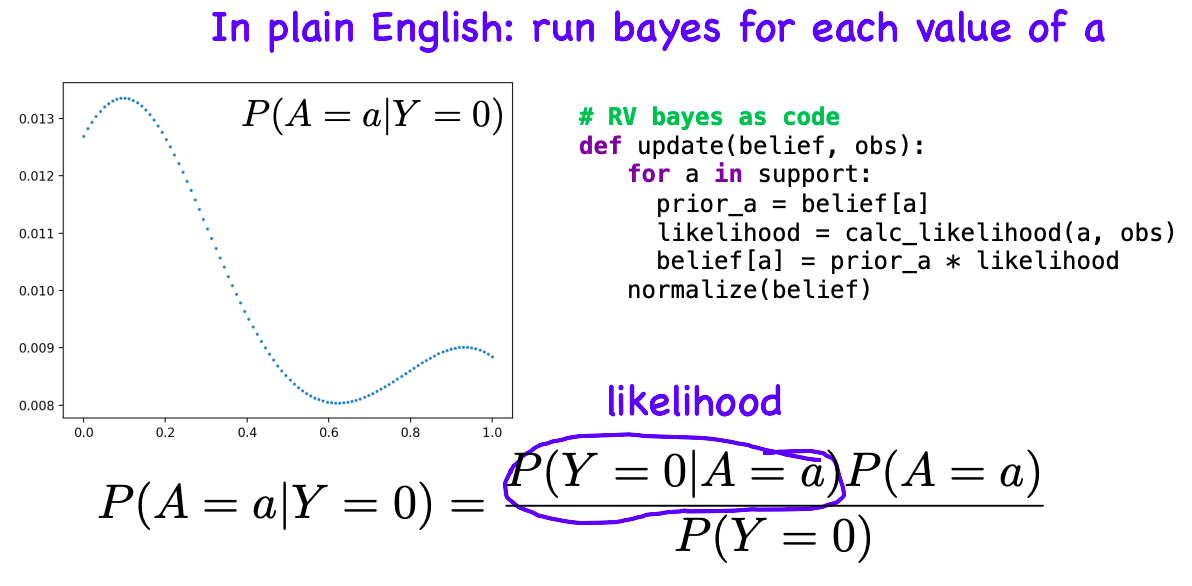 In plain English: run bayes for each value of a
P(A = a|Y = 0)
0.013
0.012
0.011
0.010
0.009
0.008
0.0 0.2 0.4 0.6 0.8 1.0
# RV bayes as code
def update(belief, obs):
for a in support:
prior_a = belief[a]
likelihood = calc_likelihood(a, obs)
belief[a] = prior_a * likelihood
normalize(belief)
likelihood
P(Y = 0|A = a)P(A = a)
P(A = a|Y = 0) =
P(Y = 0)